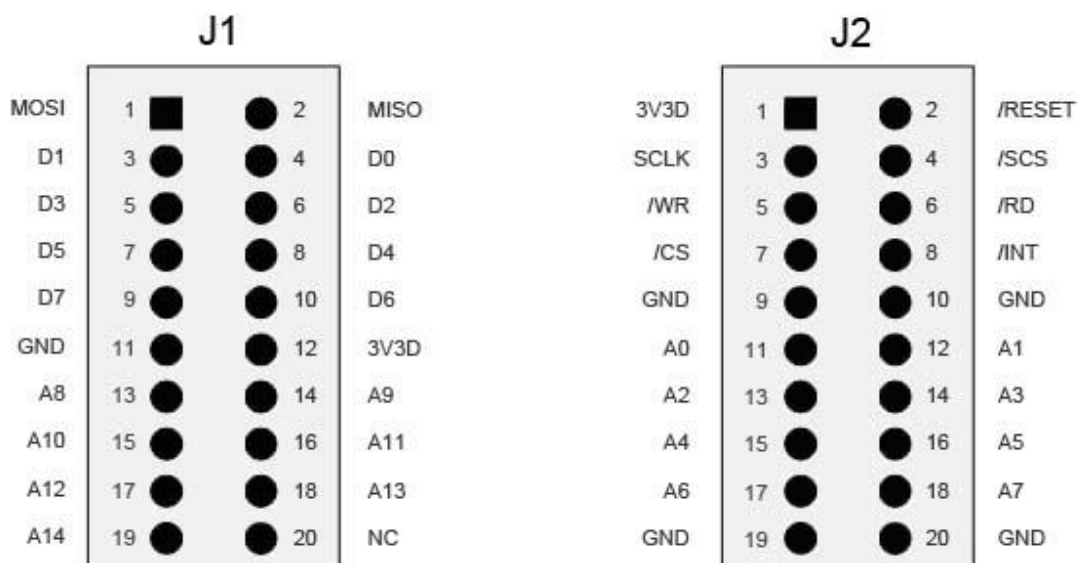 J1 J2
MOSI 1 2 MISO 3V3D 1 2 /RESET
D1 3 4 D0 SCLK 3 4 /SCS
D3 5 6 D2 /WR 5 6 /RD
D5 7 8 D4 /CS 7 8 /INT
D7 9 10 D6 GND 9 10 GND
GND 11 12 3V3D A0 11 12 A1
A8 13 14 A9 A2 13 14 A3
A10 15 16 A11 A4 15 16 A5
A12 17 18 A13 A6 17 18 A7
A14 19 20 NC GND 19 20 GND